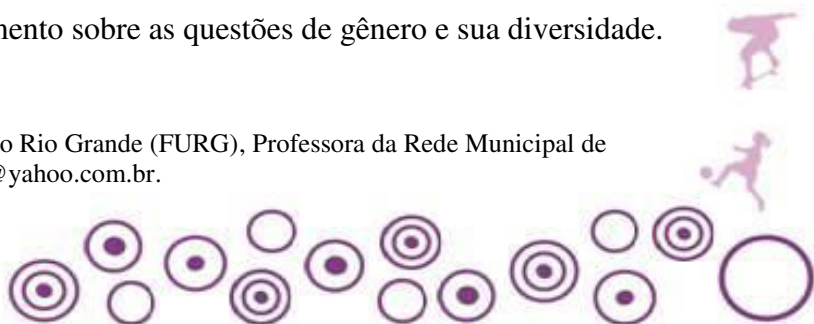 mento sobre as questões de gênero e sua diversidade.
o Rio Grande (FURG), Professora da Rede Municipal de
@yahoo.com.br.